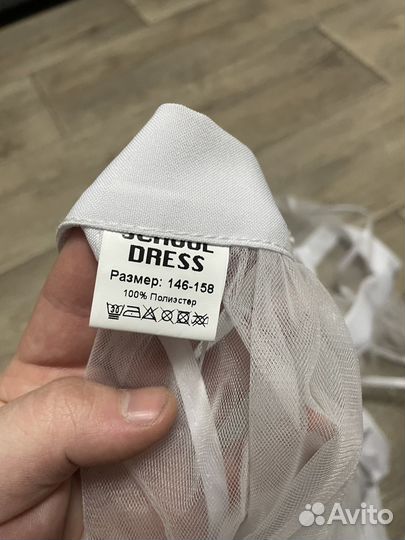 SCHOOL
DRESS
Размер: 146-158
100% Полиэстер
Avito